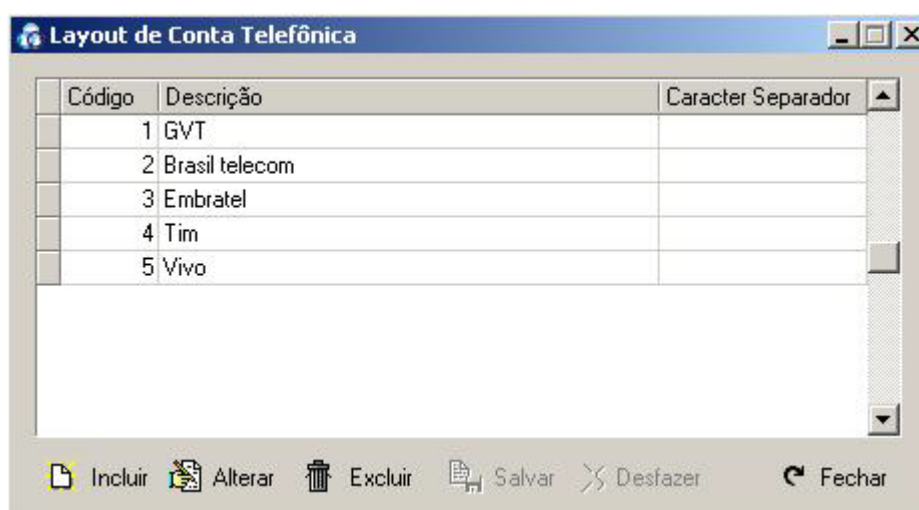 Layout de Conta Telefônica
Código Descrição Caracter Separador
1 GVT
2 Brasil telecom
3 Embratel
4 Tim
5 Vivo
Incluir Alterar Excluir Salvar Desfazer Fechar